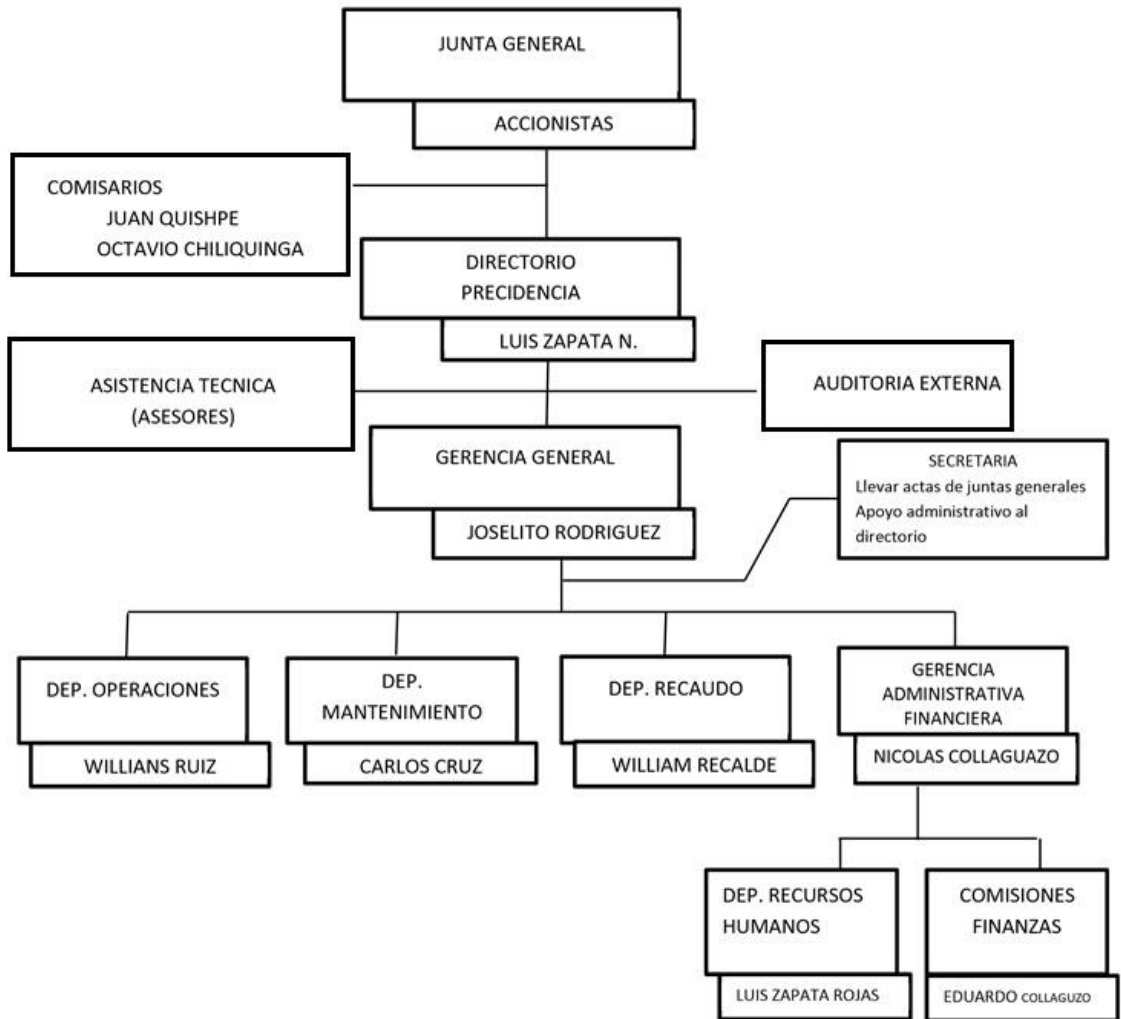 JUNTA GENERAL
ACCIONISTAS
COMISARIOS
JUAN QUISHPE
OCTAVIO CHILIQUINGA
DIRECTORIO
PRECIDENCIA
LUIS ZAPATA N.
ASISTENCIA TECNICA
(ASESORES)
AUDITORIA EXTERNA
GERENCIA GENERAL
JOSELITO RODRIGUEZ
SECRETARIA
Llevar actas de juntas generales
Apoyo administrativo al
directorio
DEP. OPERACIONES
WILLIANS RUIZ
DEP.
MANTENIMIENTO
CARLOS CRUZ
DEP. RECAUDO
WILLIAM RECALDE
GERENCIA
ADMINISTRATIVA
FINANCIERA
NICOLAS COLLAGUAZO
DEP. RECURSOS
HUMANOS
LUIS ZAPATA ROJAS
COMISIONES
FINANZAS
EDUARDO COLLAGUZO